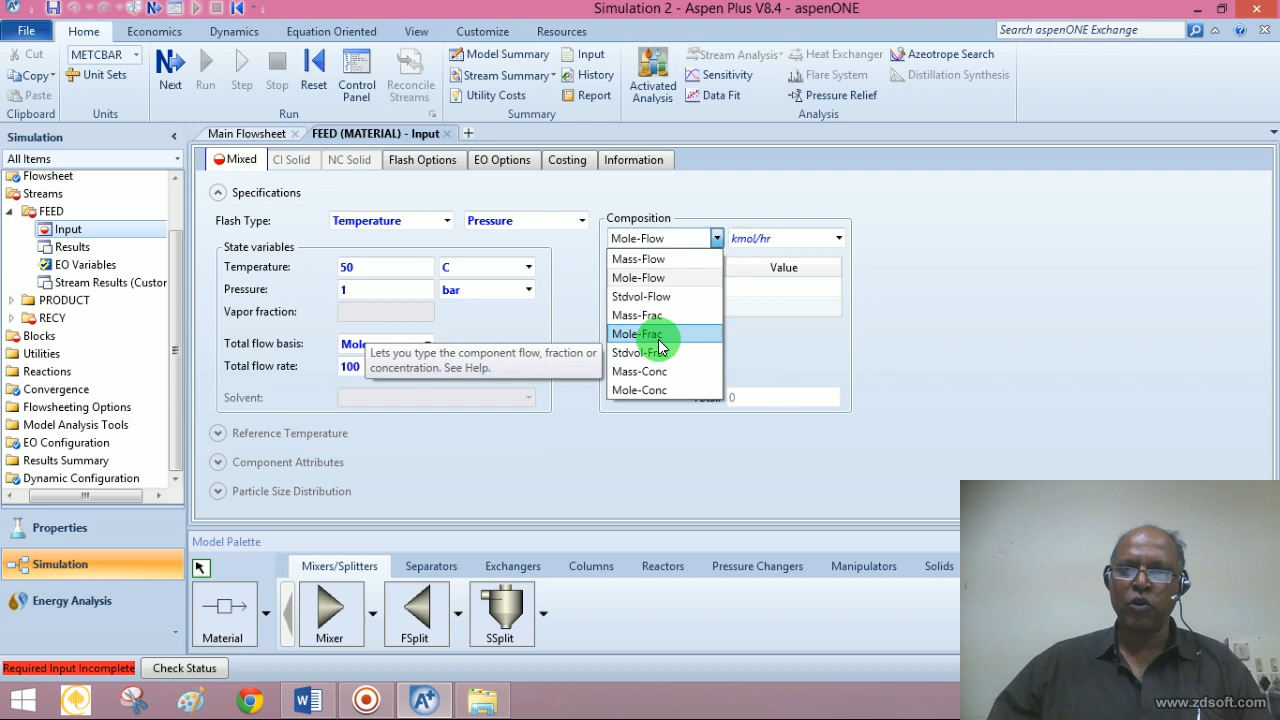 Simulation 2 - Aspen Plus V8.4 - aspenONE
File Home Economics Dynamics Equation Oriented View Customize Resources Search aspenONE Exchange
Cut METCBAR Model Summary Input Stream Analysis Heat Exchanger Azeotrope Search
Copy Unit Sets Next Run Step Stop Reset Control Panel Reconcile Streams Stream Summary History Activated Analysis Sensitivity Flare System Distillation Synthesis
Paste Utility Costs Report Data Fit Pressure Relief
Clipboard Units Run Summary Analysis
Simulation
All Items
Flowsheet
Streams
FEED
Input
Results
EO Variables
Stream Results (Custor
PRODUCT
RECY
Blocks
Utilities
Reactions
Convergence
Flowsheeting Options
Model Analysis Tools
EO Configuration
Results Summary
Dynamic Configuration
Properties
Simulation
Energy Analysis
Main Flowsheet FEED (MATERIAL) - Input
Mixed CI Solid NC Solid Flash Options EO Options Costing Information
Specifications
Flash Type: Temperature Pressure
State variables
Temperature: 50 C
Pressure: 1 bar
Vapor fraction:
Total flow basis: Mole
Total flow rate: 100
Solvent:
Lets you type the component flow, fraction or
concentration. See Help.
Composition
Mole-Flow kmol/hr
Value
Mass-Flow
Mole-Flow
Stdvol-Flow
Mass-Frac
Mole-Frac
Stdvol-Frac
Mass-Conc
Mole-Conc
0
Reference Temperature
Component Attributes
Particle Size Distribution
Model Palette
Mixers/Splitters Separators Exchangers Columns Reactors Pressure Changers Manipulators Solids
Material Mixer FSplit SSplit
Required Input Incomplete Check Status
www.zdsoft.com